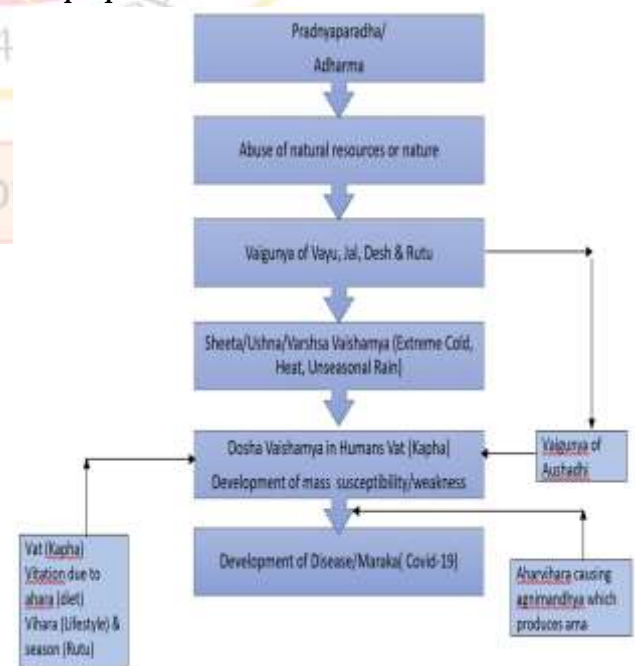 Pradnyaparadha/
Adharma
Abuse of natural resources or nature
Vaigunya of Vayu, Jal, Desh & Rutu
Sheeta/Ushna/Varshsa Vaishamya (Extreme Cold,
Heat, Unseasonal Rain)
Dosha Vaishamya in Humans Vat (Kapha)
Development of mass susceptibility/weakness
Vaigunya of
Aushadhi
Vat (Kapha)
Vitation due to
ahara (diet)
Vihara (Lifestyle) &
season (Rutu)
Development of Disease/Maraka( Covid-19)
Aharvihara causing
agnimandhya which
produces ama